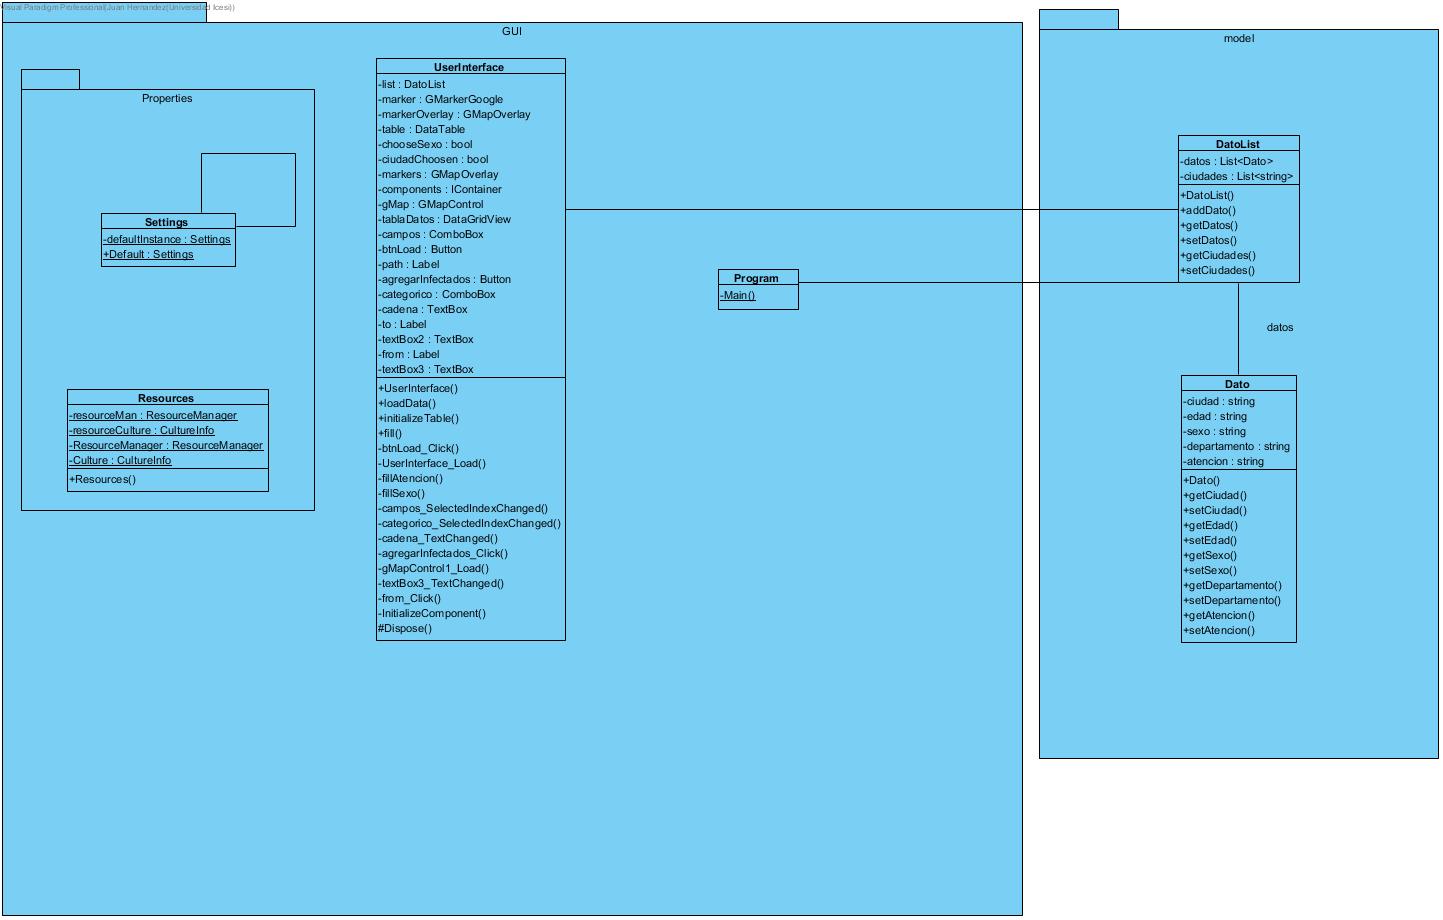 Visual Paradigm Professional(Juan Hernandez(Universidad Icesi))
GUI
Properties
Settings
-defaultInstance : Settings
+Default : Settings
Resources
-resourceMan : ResourceManager
-resourceCulture : CultureInfo
-ResourceManager : ResourceManager
-Culture : CultureInfo
+Resources()
UserInterface
-list : DatoList
-marker : GMarkerGoogle
-markerOverlay : GMapOverlay
-table : DataTable
-chooseSexo : bool
-ciudadChoosen : bool
-markers : GMapOverlay
-components : IContainer
-gMap : GMapControl
-tablaDatos : DataGridView
-campos : ComboBox
-btnLoad : Button
-path : Label
-agregarInfectados : Button
-categorico : ComboBox
-cadena : TextBox
-to : Label
-textBox2 : TextBox
-from : Label
-textBox3 : TextBox
+UserInterface()
+loadData()
+initializeTable()
+fill()
-btnLoad_Click()
-UserInterface_Load()
-fillAtencion()
-fillSexo()
-campos_SelectedIndexChanged()
-categorico_SelectedIndexChanged()
-cadena_TextChanged()
-agregarInfectados_Click()
-gMapControl1_Load()
-textBox3_TextChanged()
-from_Click()
-InitializeComponent()
#Dispose()
Program
-Main()
model
DatoList
-datos : List<Dato>
-ciudades : List<string>
+DatoList()
+addDato()
+getDatos()
+setDatos()
+getCiudades()
+setCiudades()
datos
Dato
-ciudad : string
-edad : string
-sexo : string
-departamento : string
-atencion : string
+Dato()
+getCiudad()
+setCiudad()
+getEdad()
+setEdad()
+getSexo()
+setSexo()
+getDepartamento()
+setDepartamento()
+getAtencion()
+setAtencion()